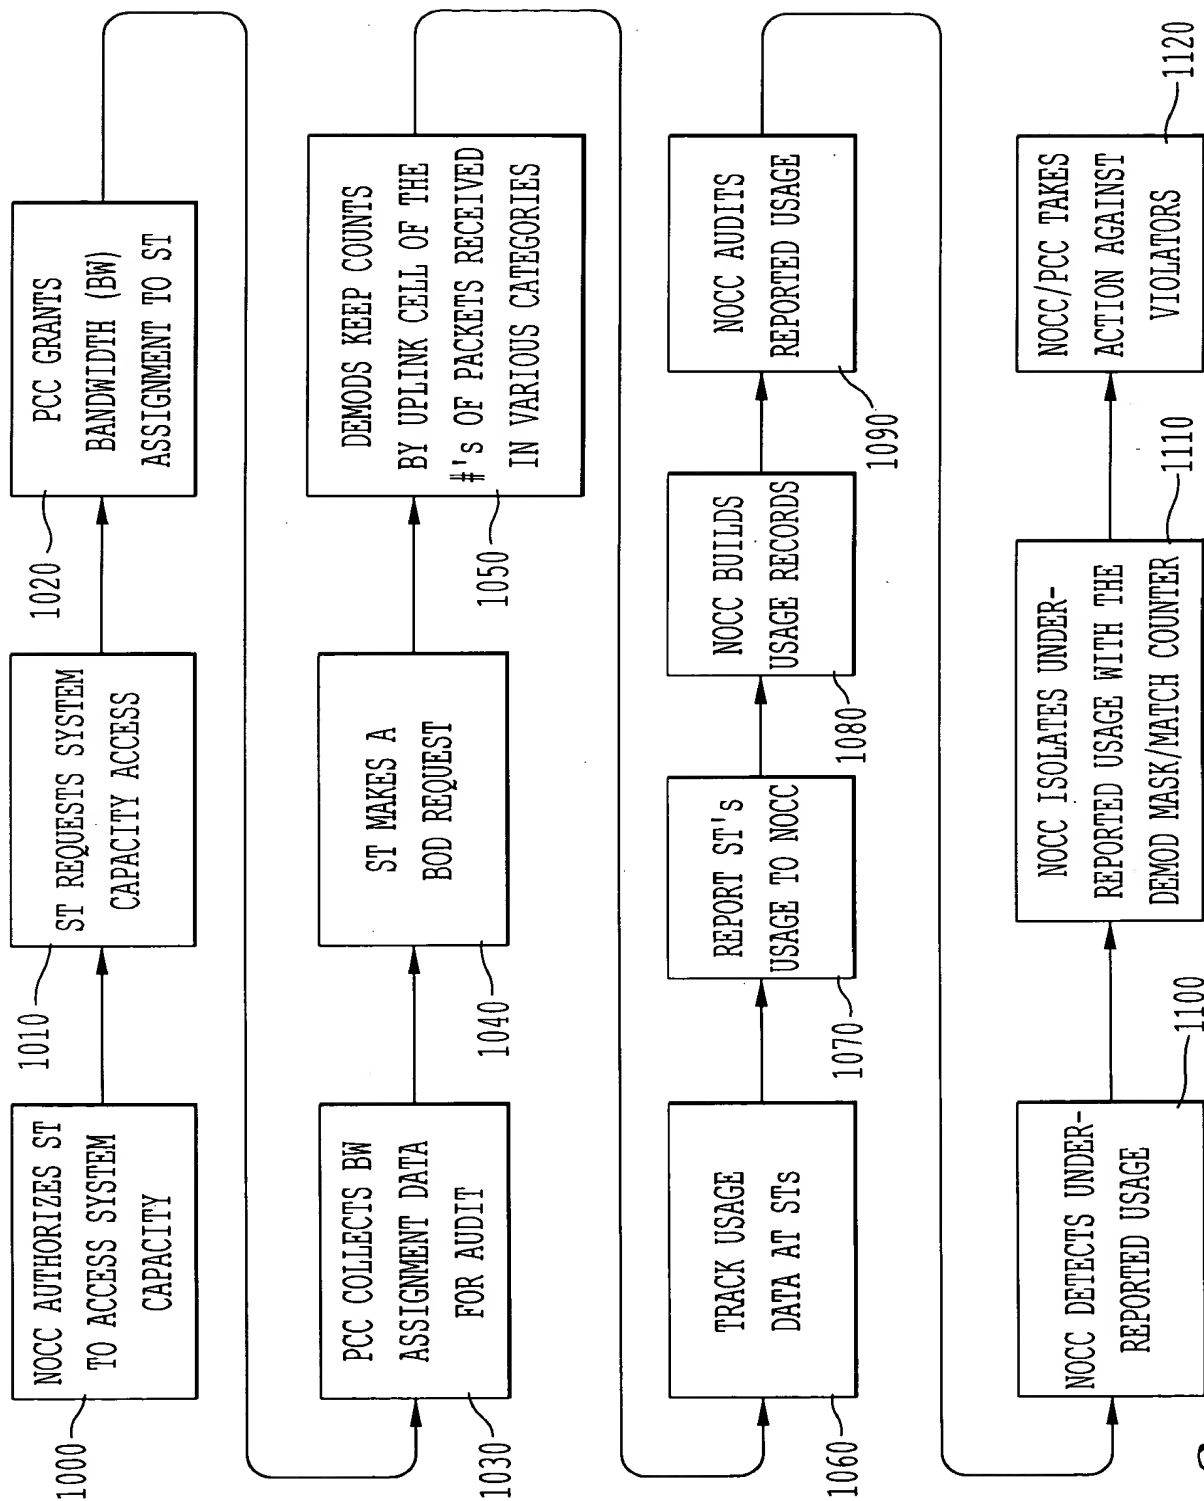 NOCC AUTHORIZES ST
TO ACCESS SYSTEM
CAPACITY
1000
ST REQUESTS SYSTEM
CAPACITY ACCESS
1010
PCC GRANTS
BANDWIDTH (BW)
ASSIGNMENT TO ST
1020
PCC COLLECTS BW
ASSIGNMENT DATA
FOR AUDIT
1030
ST MAKES A
BOD REQUEST
1040
DEMODS KEEP COUNTS
BY UPLINK CELL OF THE
#'s OF PACKETS RECEIVED
IN VARIOUS CATEGORIES
1050
TRACK USAGE
DATA AT STs
1060
REPORT ST's
USAGE TO NOCC
1070
NOCC BUILDS
USAGE RECORDS
1080
NOCC AUDITS
REPORTED USAGE
1090
NOCC DETECTS UNDER-
REPORTED USAGE
1100
NOCC ISOLATES UNDER-
REPORTED USAGE WITH THE
DEMOD MASK/MATCH COUNTER
1110
NOCC/PCC TAKES
ACTION AGAINST
VIOLATORS
1120